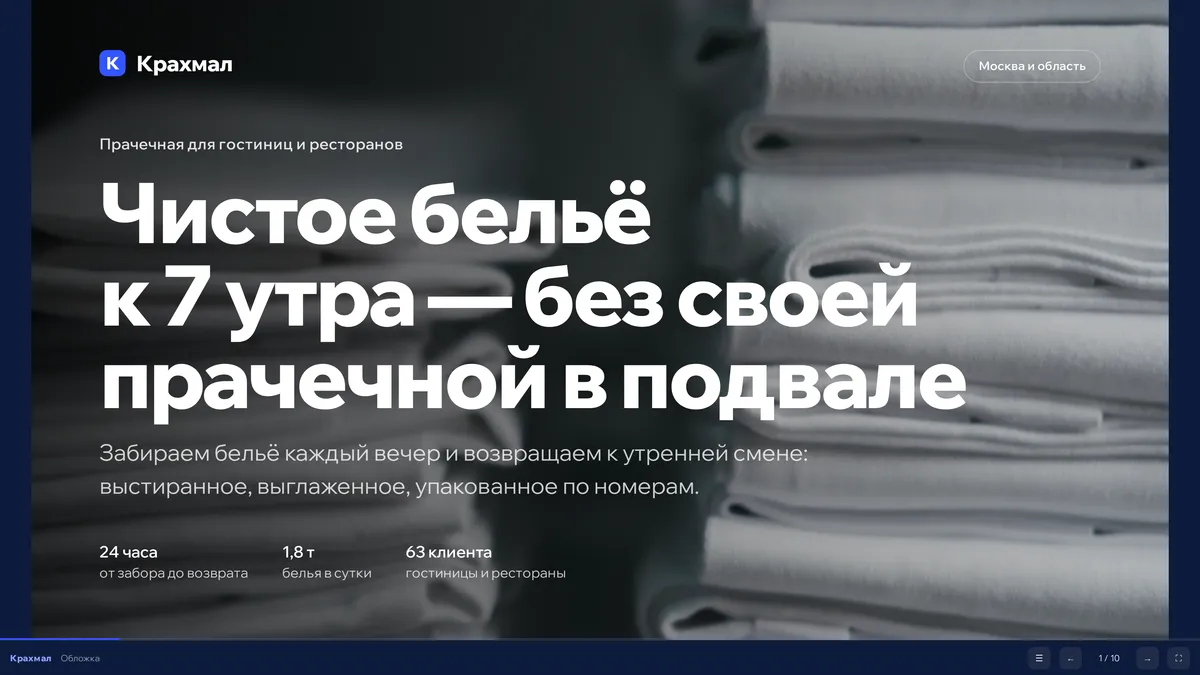 К Крахмал
Москва и область
Прачечная для гостиниц и ресторанов
Чистое бельё
к 7 утра — без своей
прачечной в подвале
Забираем бельё каждый вечер и возвращаем к утренней смене:
выстиранное, выглаженное, упакованное по номерам.
24 часа
от забора до возврата
1,8 т
белья в сутки
63 клиента
гостиницы и рестораны
Крахмал Обложка
☰ ← 1 / 10 → ⛶